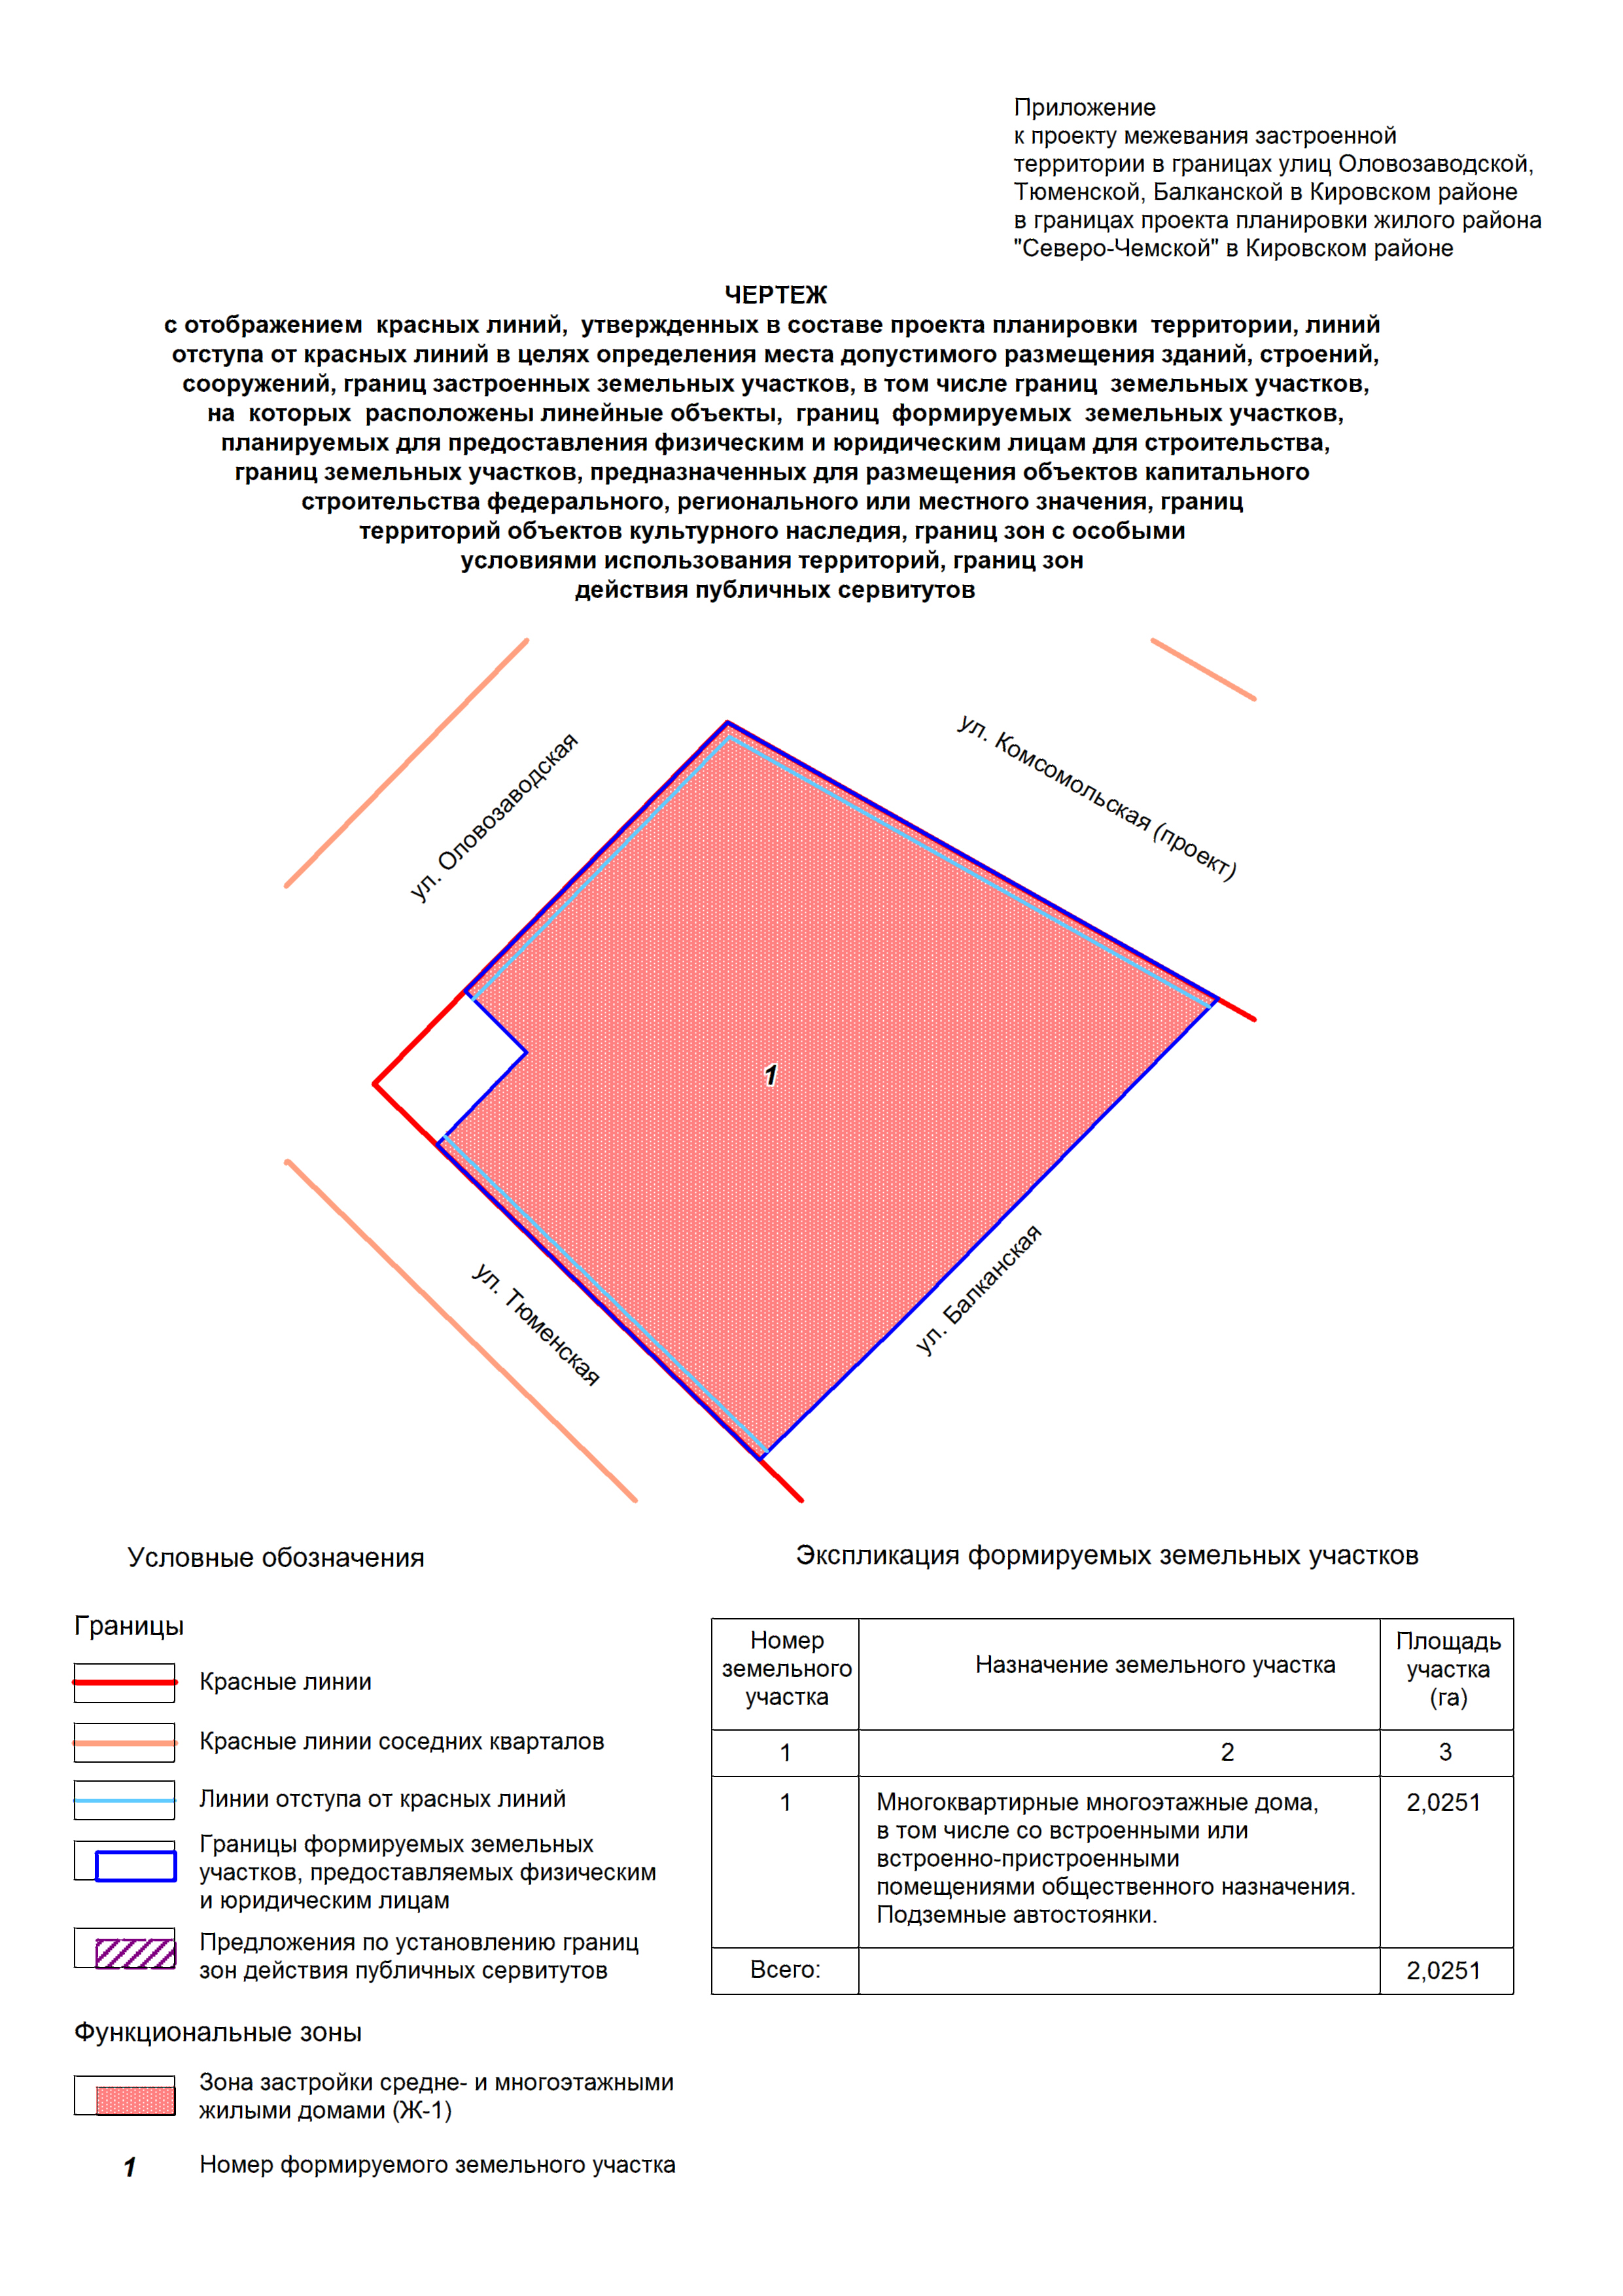 Приложение
к проекту межевания застроенной
территории в границах улиц Оловозаводской,
Тюменской, Балканской в Кировском районе
в границах проекта планировки жилого района
"Северо-Чемской" в Кировском районе
ЧЕРТЕЖ
с отображением красных линий, утвержденных в составе проекта планировки территории, линий
отступа от красных линий в целях определения места допустимого размещения зданий, строений,
сооружений, границ застроенных земельных участков, в том числе границ земельных участков,
на которых расположены линейные объекты, границ формируемых земельных участков,
планируемых для предоставления физическим и юридическим лицам для строительства,
границ земельных участков, предназначенных для размещения объектов капитального
строительства федерального, регионального или местного значения, границ
территорий объектов культурного наследия, границ зон с особыми
условиями использования территорий, границ зон
действия публичных сервитутов
ул. Оловозаводская
ул. Комсомольская (проект)
1
ул. Тюменская
ул. Балканская
Условные обозначения
Границы
Красные линии
Красные линии соседних кварталов
Линии отступа от красных линий
Границы формируемых земельных
участков, предоставляемых физическим
и юридическим лицам
Предложения по установлению границ
зон действия публичных сервитутов
Функциональные зоны
Зона застройки средне- и многоэтажными
жилыми домами (Ж-1)
1 Номер формируемого земельного участка
Экспликация формируемых земельных участков
Номер
земельного
участка
Назначение земельного участка
Площадь
участка
(га)
1 2 3
1
Многоквартирные многоэтажные дома,
в том числе со встроенными или
встроенно-пристроенными
помещениями общественного назначения.
Подземные автостоянки.
2,0251
Всего: 2,0251